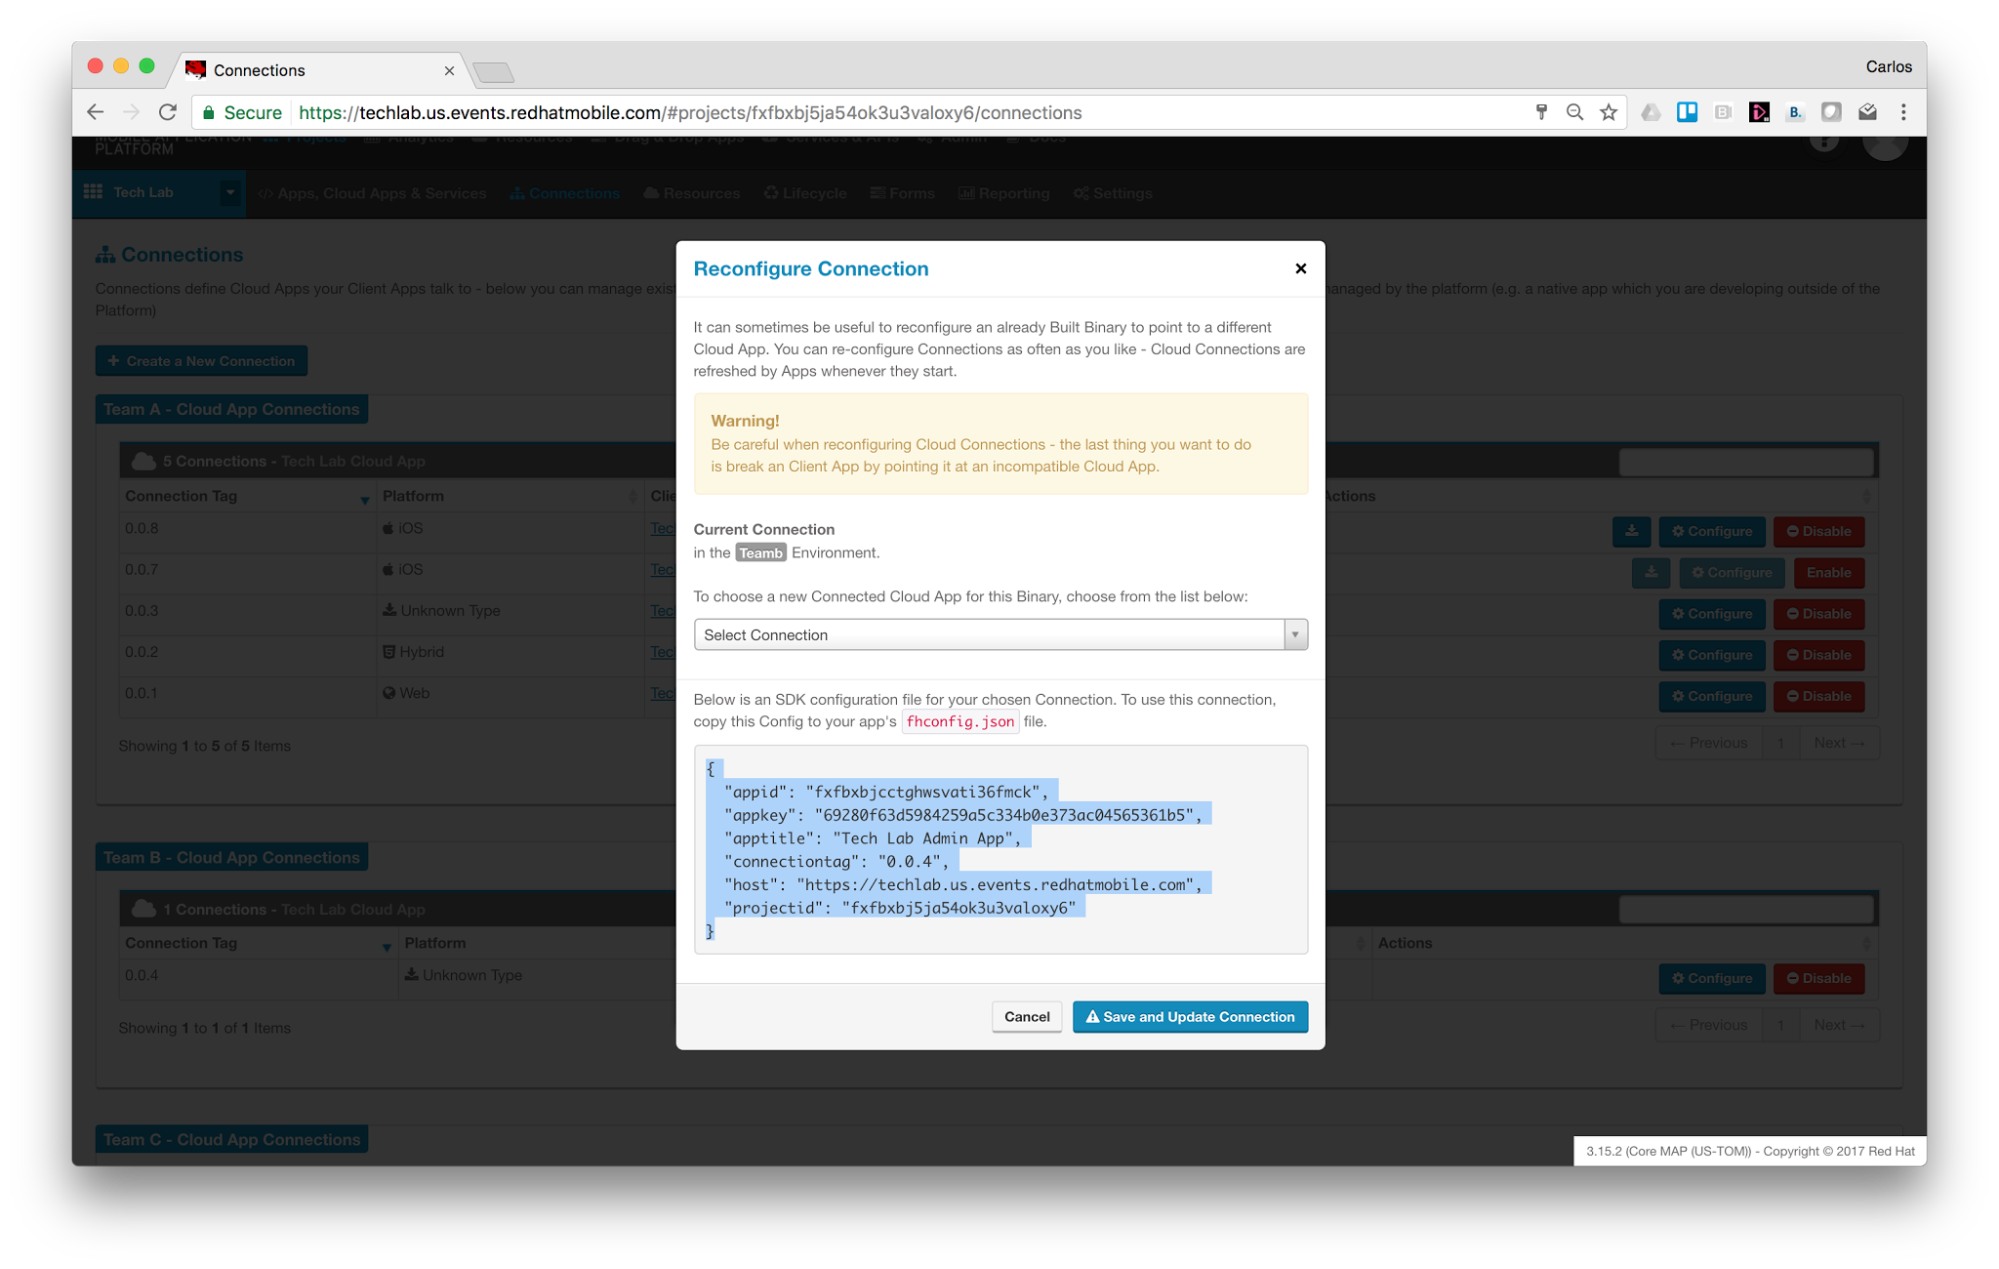 Connections
Carlos
Secure https://techlab.us.events.redhatmobile.com/#projects/fxfbxbj5ja54ok3u3valoxy6/connections
MOBILE APPLICATION Projects Analytics Resources Drag & Drop Apps Services & APIs Admin Docs
PLATFORM
Tech Lab </> Apps, Cloud Apps & Services Connections Resources Lifecycle Forms Reporting Settings
Connections
Connections define Cloud Apps your Client Apps talk to - below you can manage exis
anaged by the platform (e.g. a native app which you are developing outside of the
Platform)
+ Create a New Connection
Team A - Cloud App Connections
5 Connections - Tech Lab Cloud App
Connection Tag Platform Clie Actions
0.0.8 iOS Tec Configure Disable
0.0.7 iOS Tec Configure Enable
0.0.3 Unknown Type Tec Configure Disable
0.0.2 Hybrid Tec Configure Disable
0.0.1 Web Tec Configure Disable
Showing 1 to 5 of 5 Items
← Previous 1 Next →
Team B - Cloud App Connections
1 Connections - Tech Lab Cloud App
Connection Tag Platform Actions
0.0.4 Unknown Type Configure Disable
Showing 1 to 1 of 1 Items
← Previous 1 Next →
Team C - Cloud App Connections
Reconfigure Connection ×
It can sometimes be useful to reconfigure an already Built Binary to point to a different
Cloud App. You can re-configure Connections as often as you like - Cloud Connections are
refreshed by Apps whenever they start.
Warning!
Be careful when reconfiguring Cloud Connections - the last thing you want to do
is break an Client App by pointing it at an incompatible Cloud App.
Current Connection
in the Teamb Environment.
To choose a new Connected Cloud App for this Binary, choose from the list below:
Select Connection
Below is an SDK configuration file for your chosen Connection. To use this connection,
copy this Config to your app's fhconfig.json file.
{
"appid": "fxfbxbjcctghwsvati36fmck",
"appkey": "69280f63d5984259a5c334b0e373ac04565361b5",
"apptitle": "Tech Lab Admin App",
"connectiontag": "0.0.4",
"host": "https://techlab.us.events.redhatmobile.com",
"projectid": "fxfbxbj5ja54ok3u3valoxy6"
}
Cancel Save and Update Connection
3.15.2 (Core MAP (US-TOM)) - Copyright © 2017 Red Hat